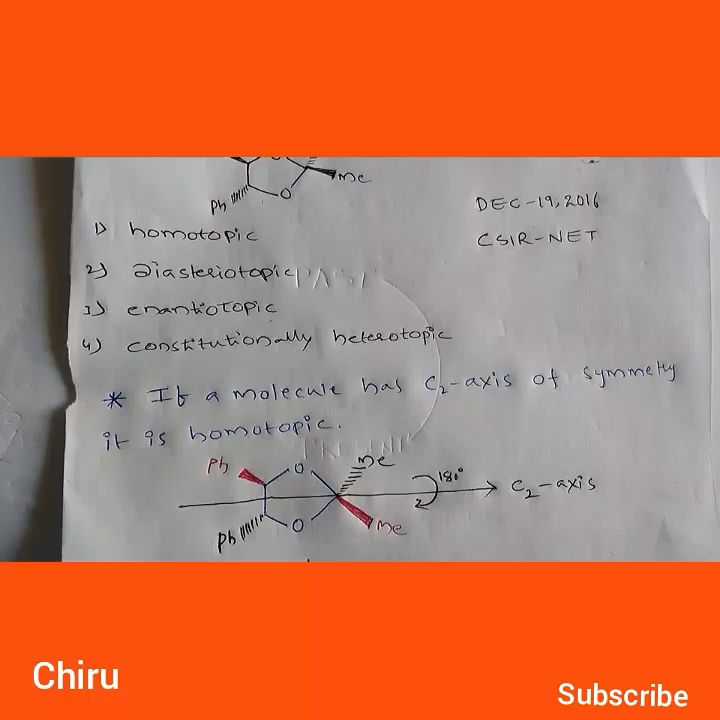 Me
Ph
O
DEC-19, 2016
1) homotopic
CSIR-NET
2) Diasteriotopic
3) enantiotopic
4) constitutionally heterotopic
* If a molecule has C₂-axis of symmetry
it is homotopic.
Ph
O
Me
180°
C₂-axis
2
Ph
O
Me
Chiru
Subscribe